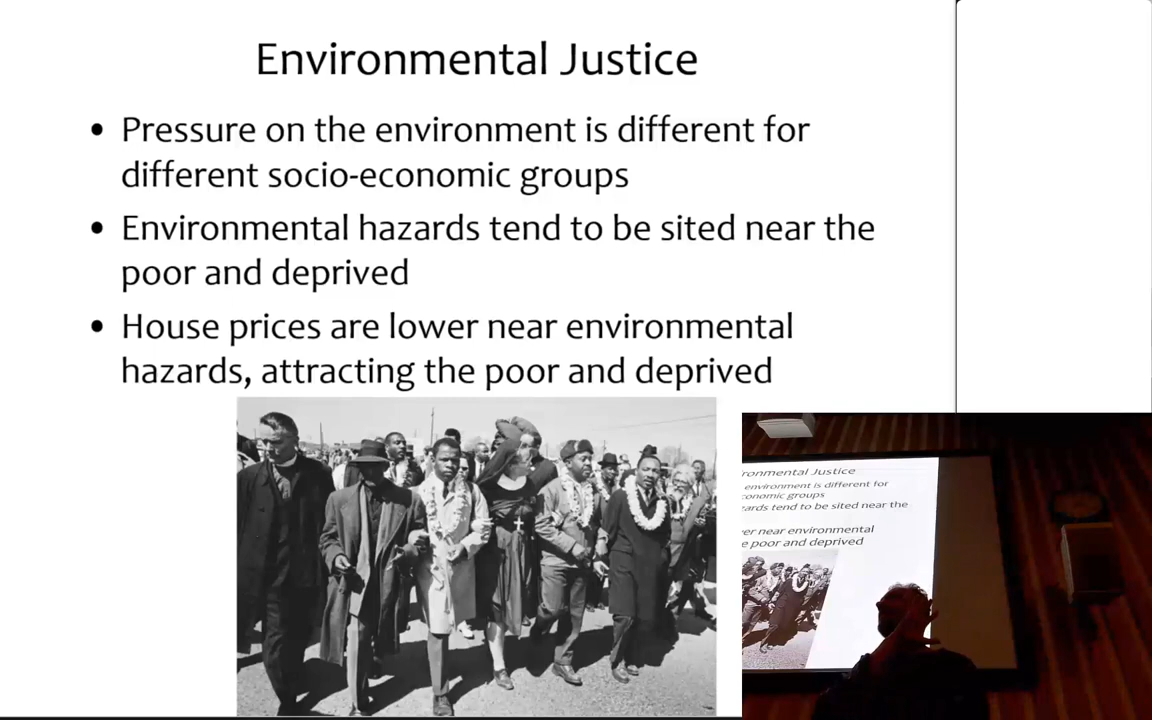 Environmental Justice
• Pressure on the environment is different for
different socio-economic groups
• Environmental hazards tend to be sited near the
poor and deprived
• House prices are lower near environmental
hazards, attracting the poor and deprived
ronmental Justice
environment is different for
conomic groups
zards tend to be sited near the
er near environmental
e poor and deprived